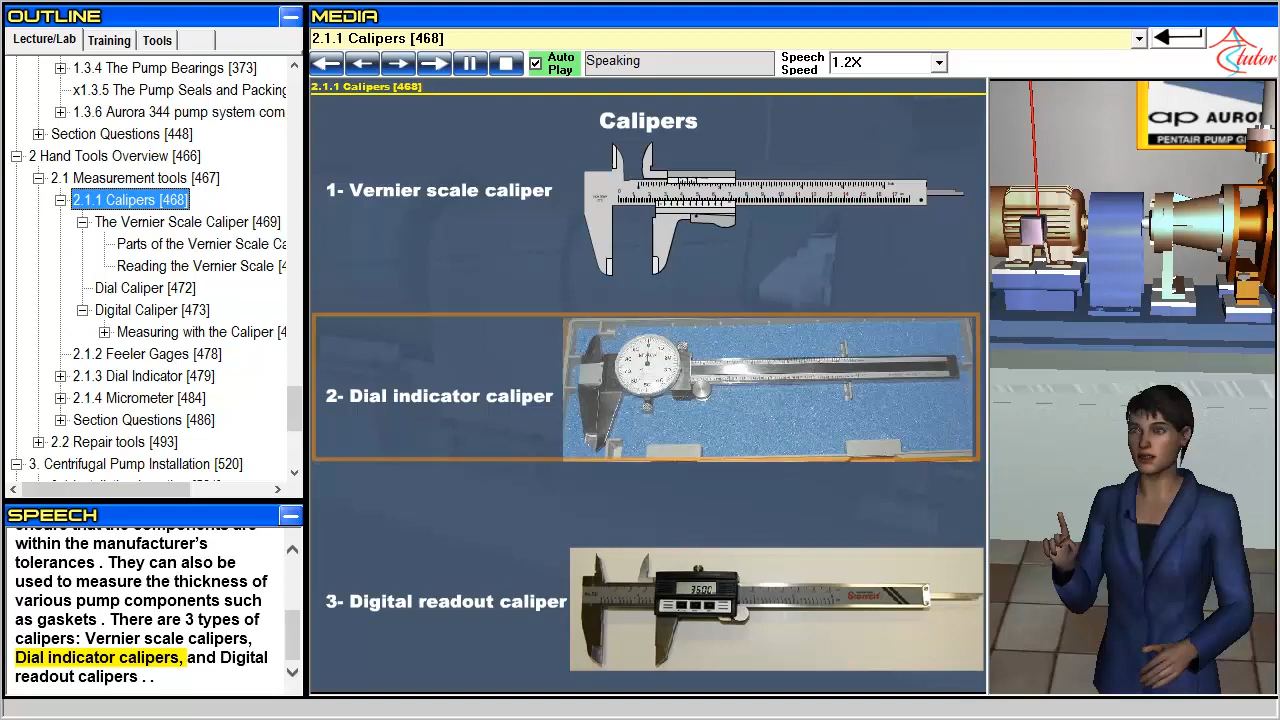 OUTLINE
Lecture/Lab Training Tools
1.3.4 The Pump Bearings [373]
x1.3.5 The Pump Seals and Packing
1.3.6 Aurora 344 pump system com
Section Questions [448]
2 Hand Tools Overview [466]
2.1 Measurement tools [467]
2.1.1 Calipers [468]
The Vernier Scale Caliper [469]
Parts of the Vernier Scale Ca
Reading the Vernier Scale [4
Dial Caliper [472]
Digital Caliper [473]
Measuring with the Caliper [4
2.1.2 Feeler Gages [478]
2.1.3 Dial Indicator [479]
2.1.4 Micrometer [484]
Section Questions [486]
2.2 Repair tools [493]
3. Centrifugal Pump Installation [520]
SPEECH
within the manufacturer's
tolerances . They can also be
used to measure the thickness of
various pump components such
as gaskets . There are 3 types of
calipers: Vernier scale calipers,
Dial indicator calipers, and Digital
readout calipers . .
MEDIA
2.1.1 Calipers [468]
Auto
Play
Speaking
Speech
Speed
1.2X
tutor
2.1.1 Calipers [468]
Calipers
1- Vernier scale caliper
2- Dial indicator caliper
3- Digital readout caliper
ap AURO
PENTAIR PUMP G